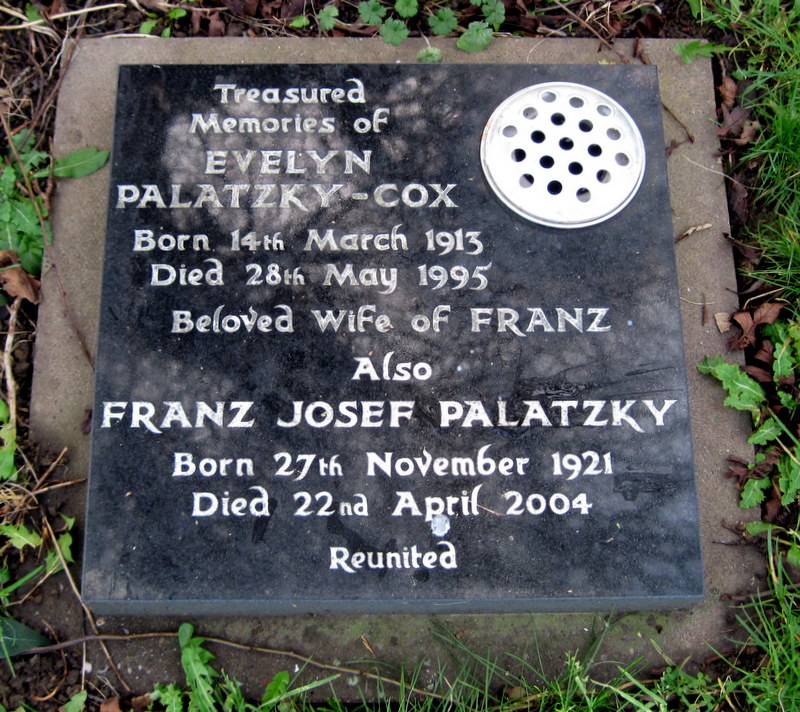 Treasured
Memories of
EVELYN
PALATZKY-COX
Born 14th March 1913
Died 28th May 1995
Beloved Wife of FRANZ
Also
FRANZ JOSEF PALATZKY
Born 27th November 1921
Died 22nd April 2004
Reunited